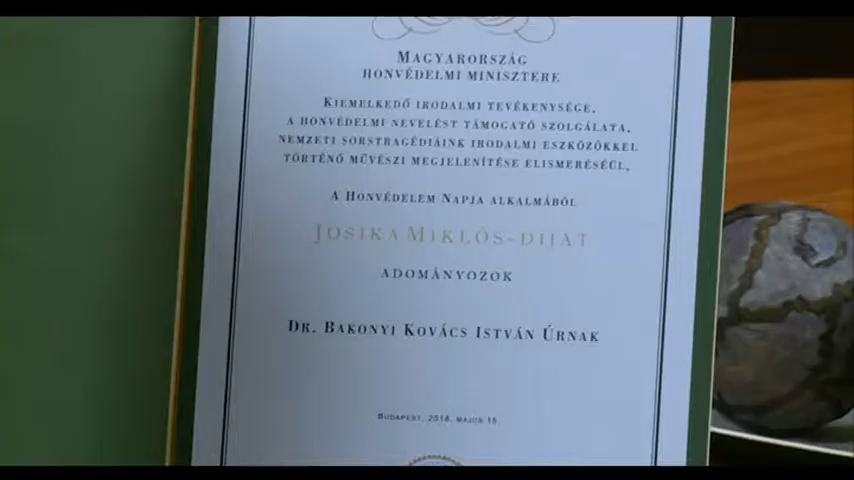 MAGYARORSZÁG
HONVÉDELMI MINISZTERE
KIEMELKEDŐ IRODALMI TEVÉKENYSÉGE,
A HONVÉDELMI NEVELÉST TÁMOGATÓ SZOLGÁLATA,
NEMZETI SORSTRAGÉDIÁINK IRODALMI ESZKÖZÖKKEL
TÖRTÉNŐ MŰVÉSZI MEGJELENÍTÉSE ELISMERÉSÉÜL,
A HONVÉDELEM NAPJA ALKALMÁBÓL
JÓSIKA MIKLÓS-DÍJAT
ADOMÁNYOZOK
DR. BAKONYI KOVÁCS ISTVÁN ÚRNAK
BUDAPEST, 2018. MÁJUS 15.